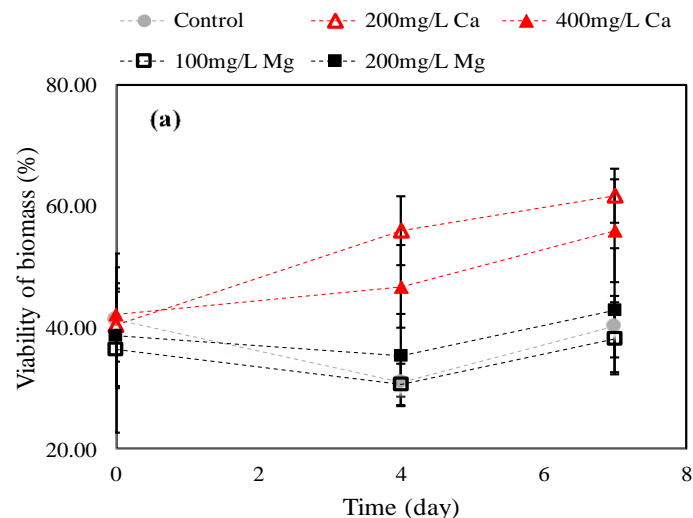 Control 200mg/L Ca 400mg/L Ca
100mg/L Mg 200mg/L Mg
80.00
(a)
60.00
40.00
20.00
Viability of biomass (%)
0 2 4 6 8
Time (day)